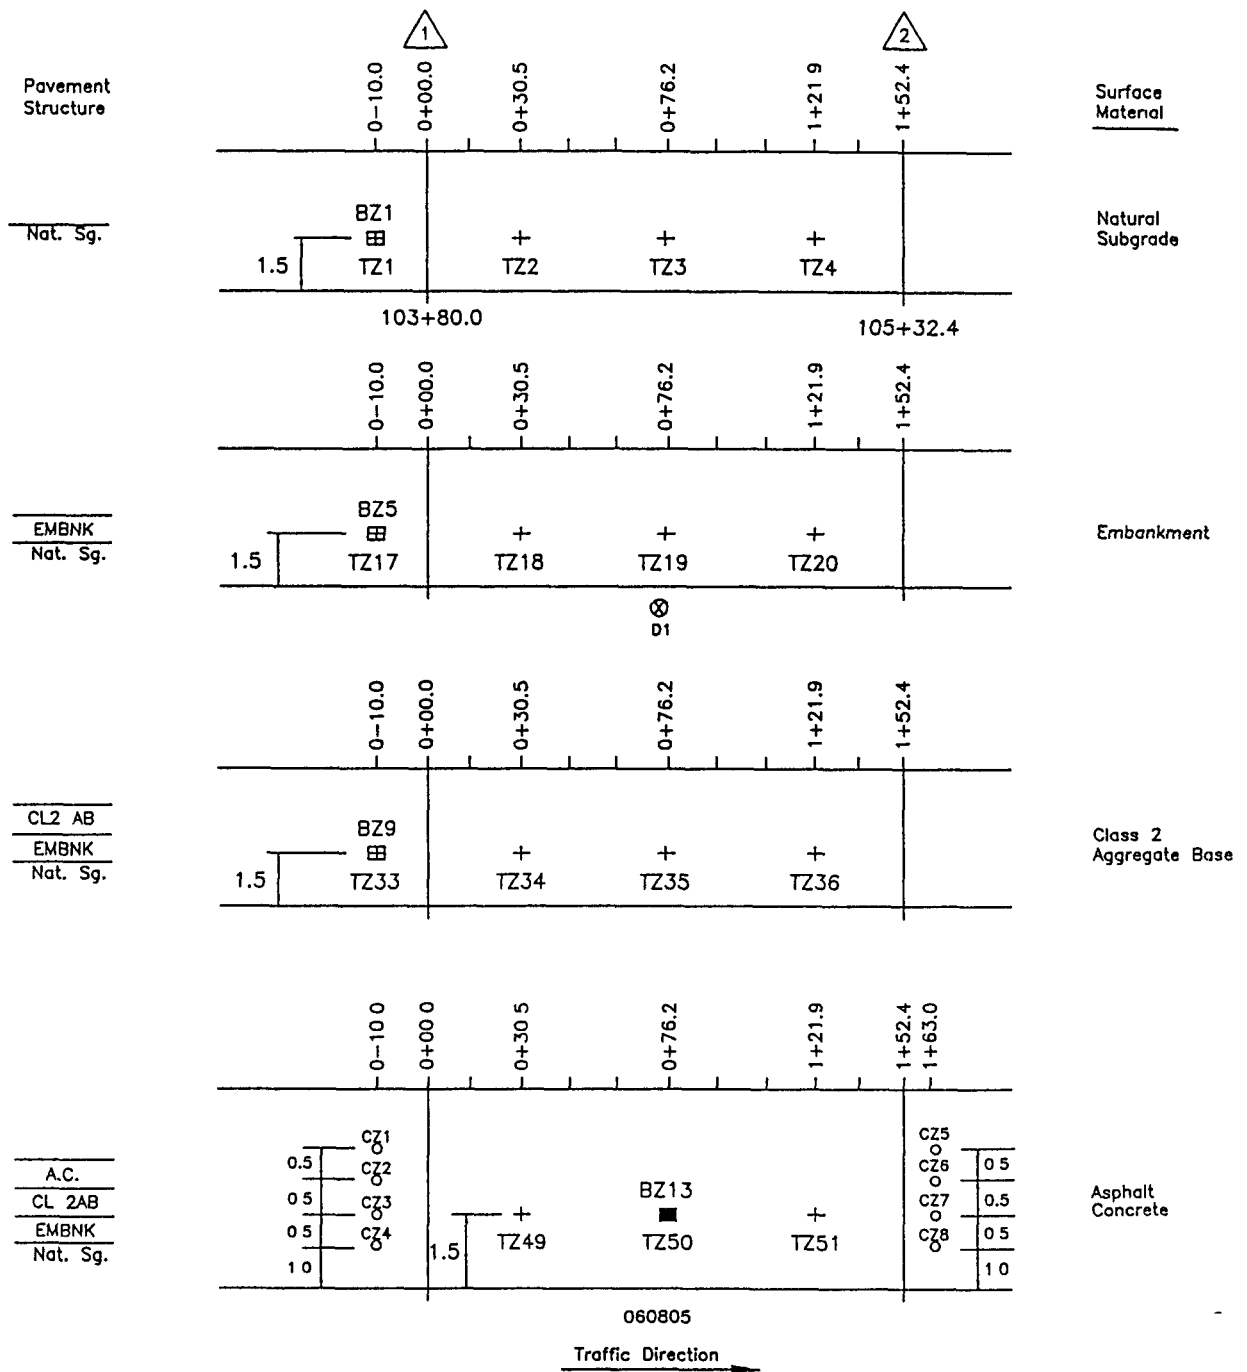 1
2
Pavement
Structure
0-10.0
0+00.0
0+30.5
0+76.2
1+21 9
1+52.4
Surface
Material
Nat. Sg.
BZ1
1.5
TZ1
TZ2
TZ3
TZ4
Natural
Subgrade
103+80.0
105+32.4
0-10.0
0+00.0
0+30.5
0+76.2
1+21.9
1+52.4
EMBNK
Nat. Sg.
BZ5
1.5
TZ17
TZ18
TZ19
TZ20
Embankment
D1
0-10.0
0+00.0
0+30.5
0+76.2
1+21.9
1+52.4
CL2 AB
EMBNK
Nat. Sg.
BZ9
1.5
TZ33
TZ34
TZ35
TZ36
Class 2
Aggregate Base
0-10 0
0+00 0
0+30 5
0+76.2
1+21.9
1+52.4
1+63.0
A.C.
CL 2AB
EMBNK
Nat. Sg.
0.5
0 5
0 5
1 0
CZ1
CZ2
CZ3
CZ4
1.5
TZ49
BZ13
TZ50
TZ51
CZ5
CZ6
CZ7
CZ8
0 5
0.5
0 5
1 0
Asphalt
Concrete
060805
Traffic Direction